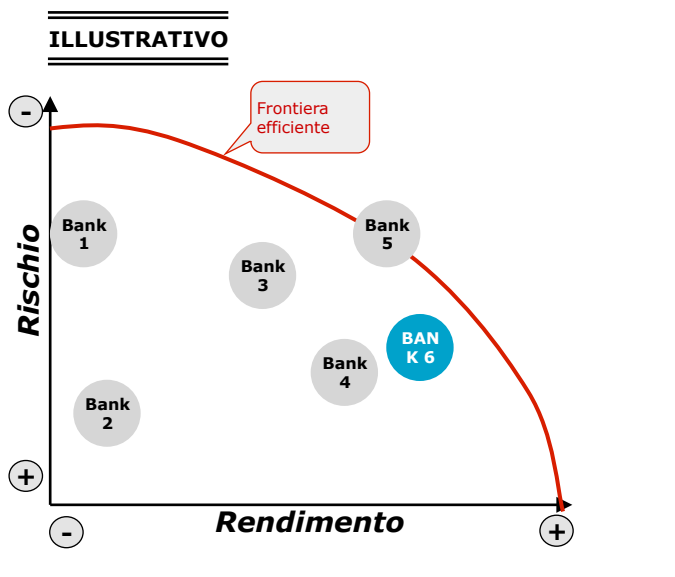 ILLUSTRATIVO
-
Frontiera
efficiente
Bank
1
Bank
5
Bank
3
Rischio
BAN
K 6
Bank
4
Bank
2
+
Rendimento
-
+